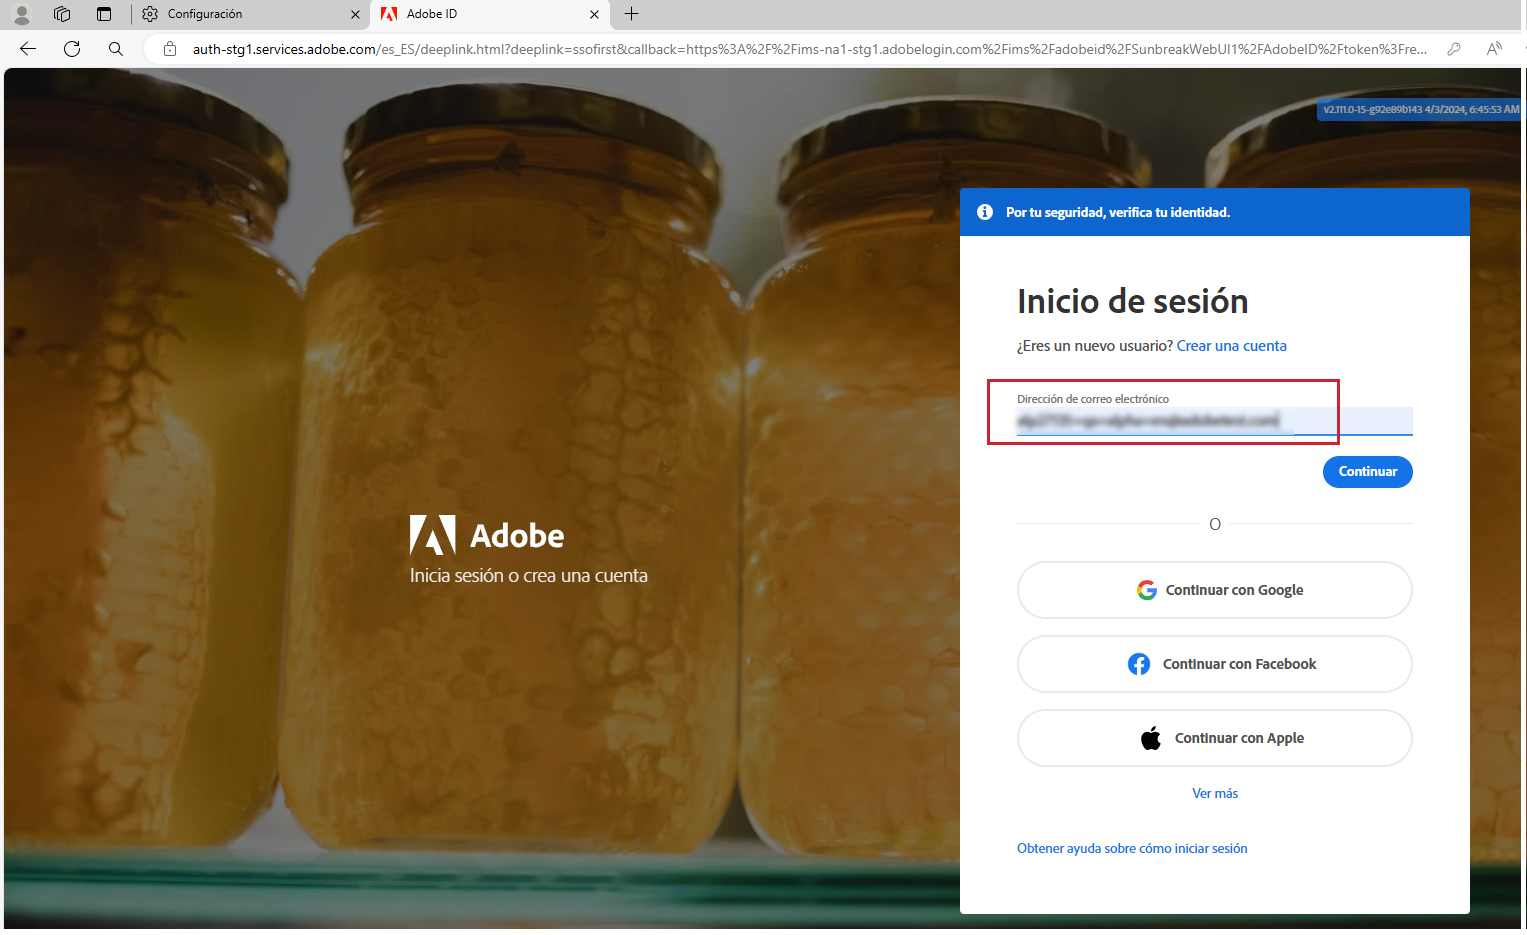 Configuración
Adobe ID
auth-stg1.services.adobe.com/es_ES/deeplink.html?deeplink=ssofirst&callback=https%3A%2F%2Fims-na1-stg1.adobelogin.com%2Fims%2Fadobeid%2FSunbreakWebUI1%2FAdobeID%2Ftoken%3Fre...
v2.111.0-15-g92e89b143 4/3/2024, 6:45:53 AM
Por tu seguridad, verifica tu identidad.
Inicio de sesión
¿Eres un nuevo usuario? Crear una cuenta
Dirección de correo electrónico
Continuar
O
Adobe
Inicia sesión o crea una cuenta
Continuar con Google
Continuar con Facebook
Continuar con Apple
Ver más
Obtener ayuda sobre cómo iniciar sesión